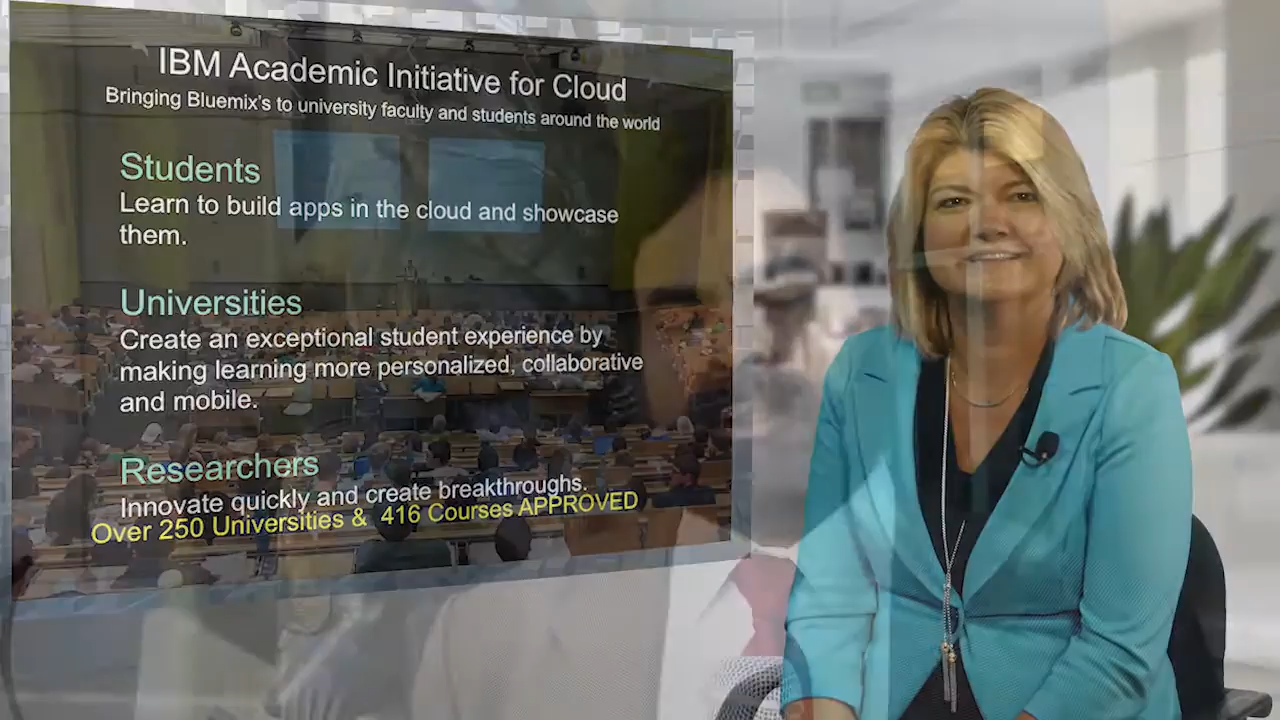 IBM Academic Initiative for Cloud
Bringing Bluemix's to university faculty and students around the world
Students
Learn to build apps in the cloud and showcase
them.
Universities
Create an exceptional student experience by
making learning more personalized, collaborative
and mobile.
Researchers
Innovate quickly and create breakthroughs.
Over 250 Universities & 416 Courses APPROVED